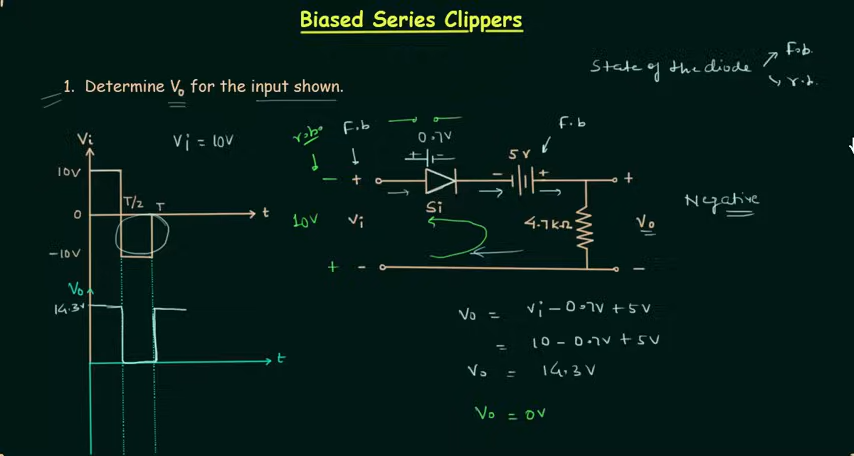 Biased Series Clippers
State of the diode F.b.
r.b.
1. Determine Vo for the input shown.
Vi
Vi = 10V
r.b. F.b
0.7V
F.b
+ -
5V
10V
- +
- +
+
T/2 T
0
t
Si
Negative
10V Vi
4.7KΩ
Vo
-10V
+ -
-
Vo
14.3V
Vo = Vi - 0.7V + 5V
= 10 - 0.7V + 5V
t
Vo = 14.3V
Vo = 0V